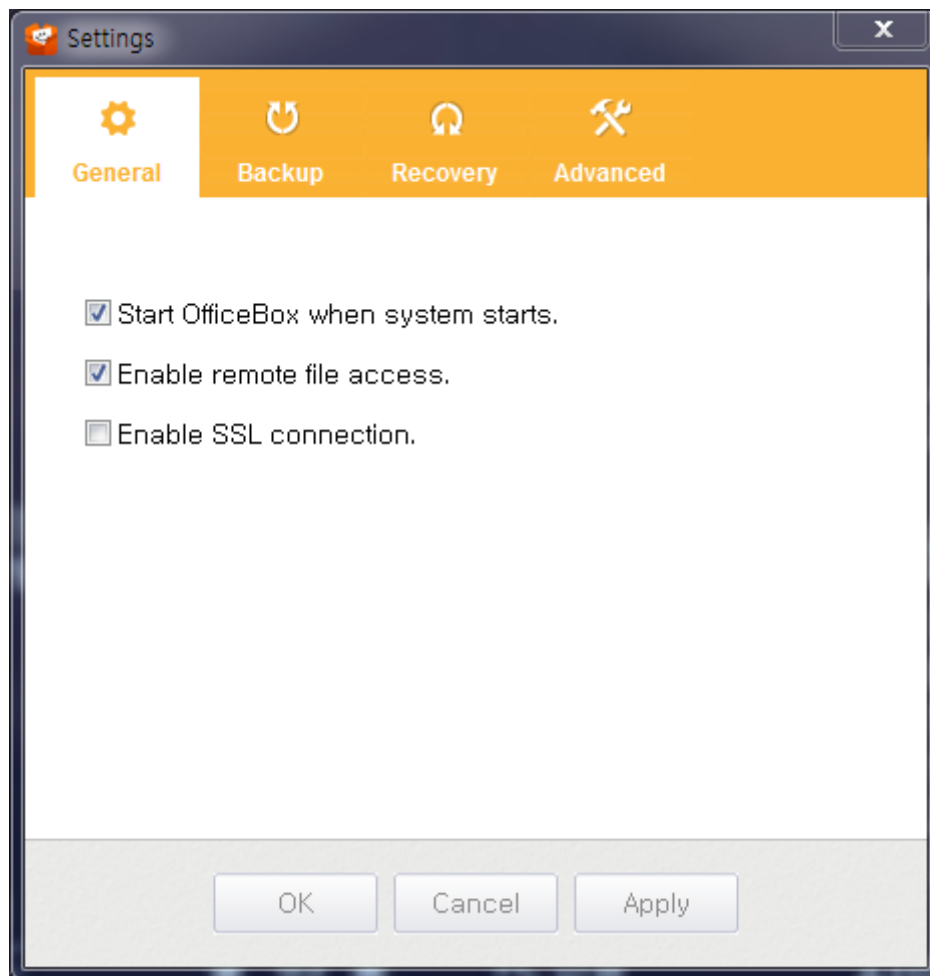 Settings
General Backup Recovery Advanced
Start OfficeBox when system starts.
Enable remote file access.
Enable SSL connection.
OK Cancel Apply